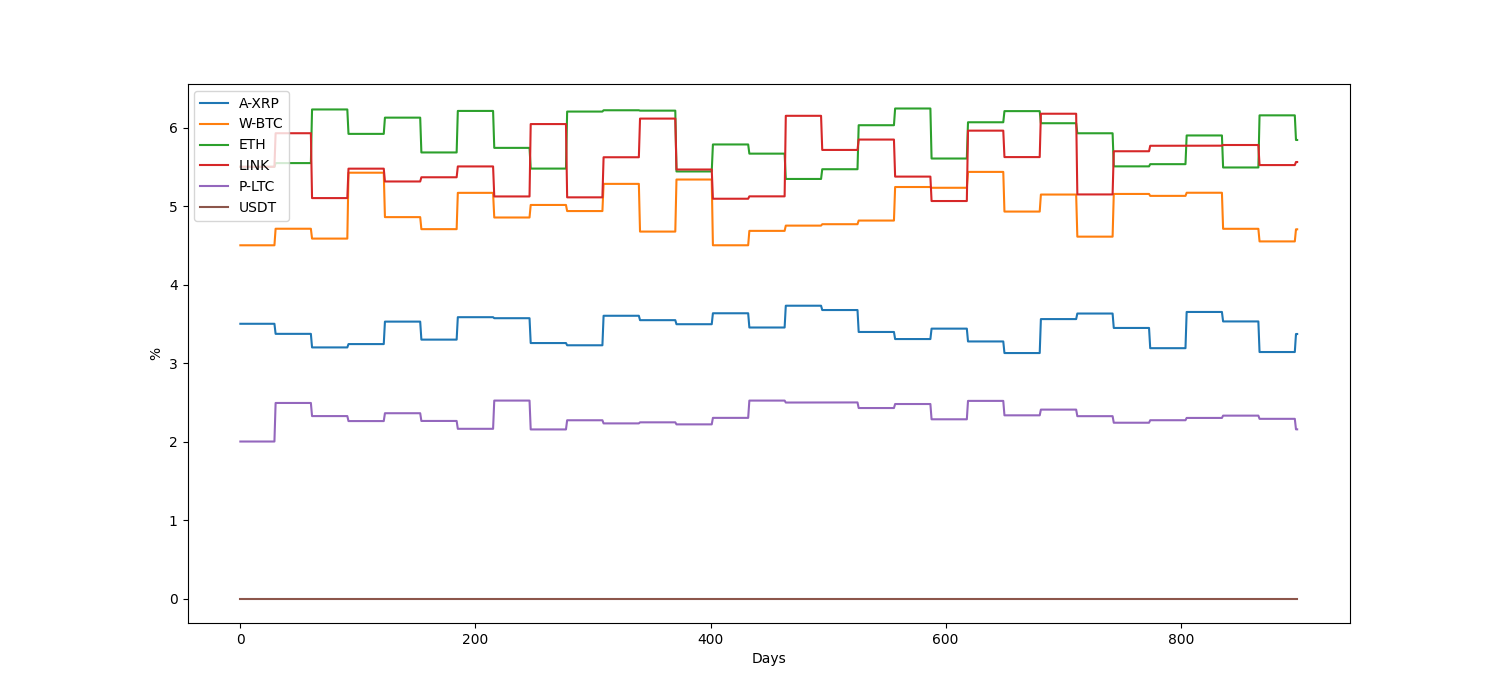 A-XRP
W-BTC
ETH
LINK
P-LTC
USDT
6
5
4
3
2
1
0
%
0 200 400 600 800
Days